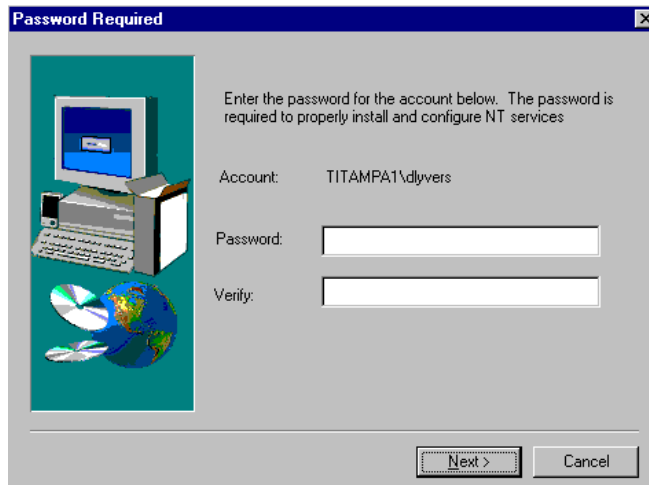 Password Required
Enter the password for the account below.  The password is
required to properly install and configure NT services
Account: TITAMPA1\dlyvers
Password:
Verify:
Next >
Cancel